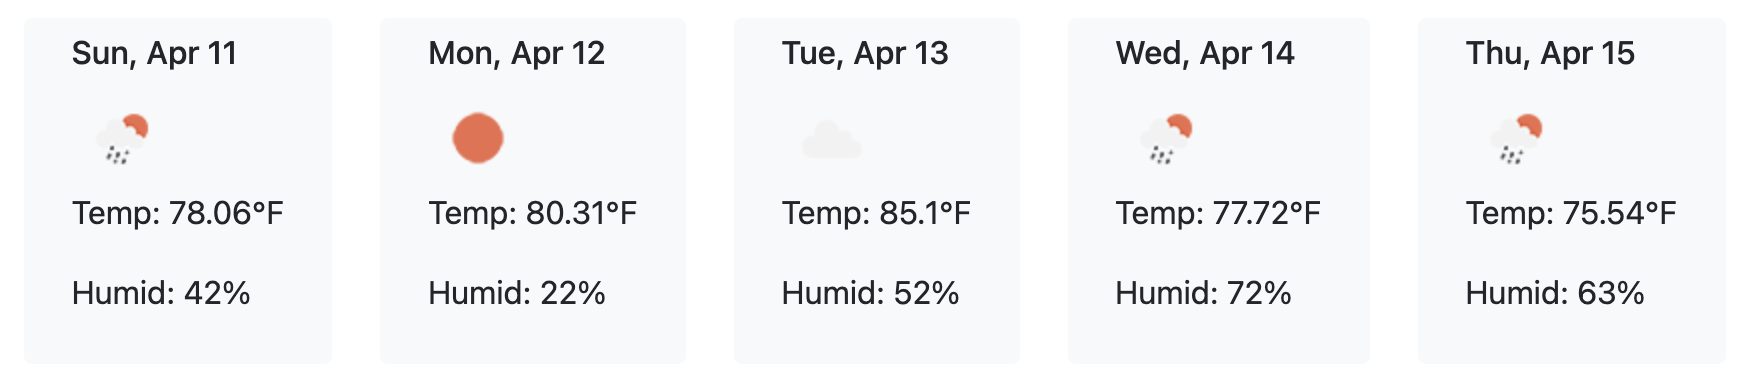 Sun, Apr 11
Temp: 78.06°F
Humid: 42%
Mon, Apr 12
Temp: 80.31°F
Humid: 22%
Tue, Apr 13
Temp: 85.1°F
Humid: 52%
Wed, Apr 14
Temp: 77.72°F
Humid: 72%
Thu, Apr 15
Temp: 75.54°F
Humid: 63%